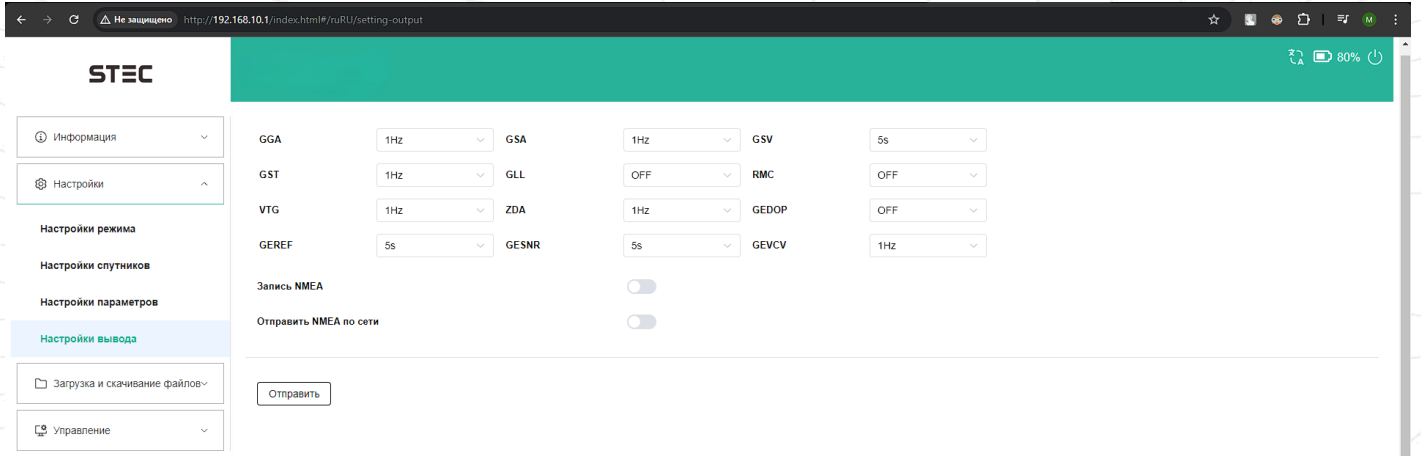 Не защищено http://192.168.10.1/index.html#/ruRU/setting-output M
STEC
80%
Информация
Настройки
Настройки режима
Настройки спутников
Настройки параметров
Настройки вывода
Загрузка и скачивание файлов
Управление
GGA 1Hz GSA 1Hz GSV 5s
GST 1Hz GLL OFF RMC OFF
VTG 1Hz ZDA 1Hz GEDOP OFF
GEREF 5s GESNR 5s GEVCV 1Hz
Запись NMEA
Отправить NMEA по сети
Отправить